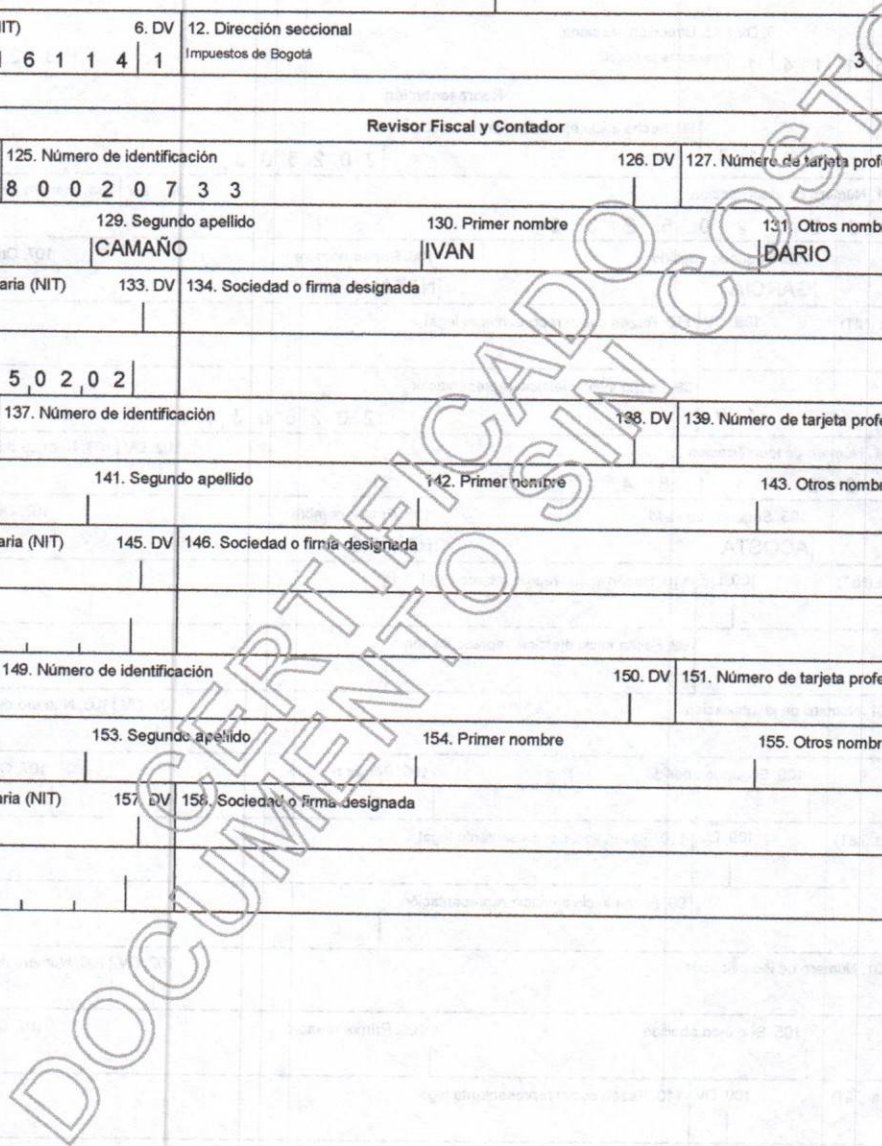 IIT) 6. DV 12. Dirección seccional
1 6 1 1 4 1 Impuestos de Bogotá 3
Revisor Fiscal y Contador
125. Número de identificación 126. DV 127. Número de tarjeta profe
8 0 0 2 0 7 3 3
129. Segundo apellido 130. Primer nombre 131. Otros nombr
CAMAÑO IVAN DARIO
aria (NIT) 133. DV 134. Sociedad o firma designada
5 0 2 0 2
137. Número de identificación 138. DV 139. Número de tarjeta profe
141. Segundo apellido 142. Primer nombre 143. Otros nombr
aria (NIT) 145. DV 146. Sociedad o firma designada
149. Número de identificación 150. DV 151. Número de tarjeta profe
153. Segundo apellido 154. Primer nombre 155. Otros nombr
aria (NIT) 157. DV 158. Sociedad o firma designada
CERTIFICADO
DOCUMENTO SIN COSTO